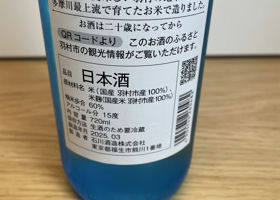 多摩川最上流で育てたお米で造りました。
お酒は二十歳になってから
QRコードより このお酒のふるさと
羽村市の観光情報がご覧いただけます。
品目 日本酒
原材料名 米(国産 羽村市産100%)、
米麹(国産米 羽村市産100%)
精米歩合 60%
アルコール分 15度
内容量 720ml
生酒のため要冷蔵
製造年月 2025.03
製造者 石川酒造株式会社
東京都福生市熊川1番地